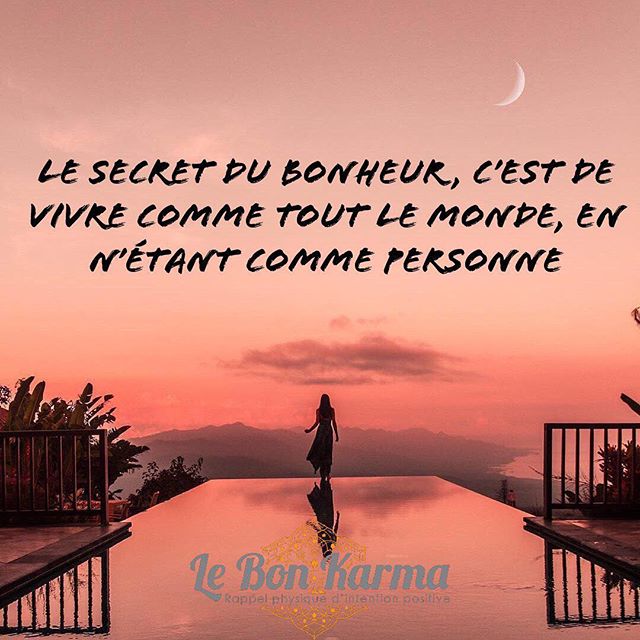 LE SECRET DU BONHEUR, C'EST DE
VIVRE COMME TOUT LE MONDE, EN
N'ÉTANT COMME PERSONNE
Le Bon Karma
Rappel physique d'intention positive